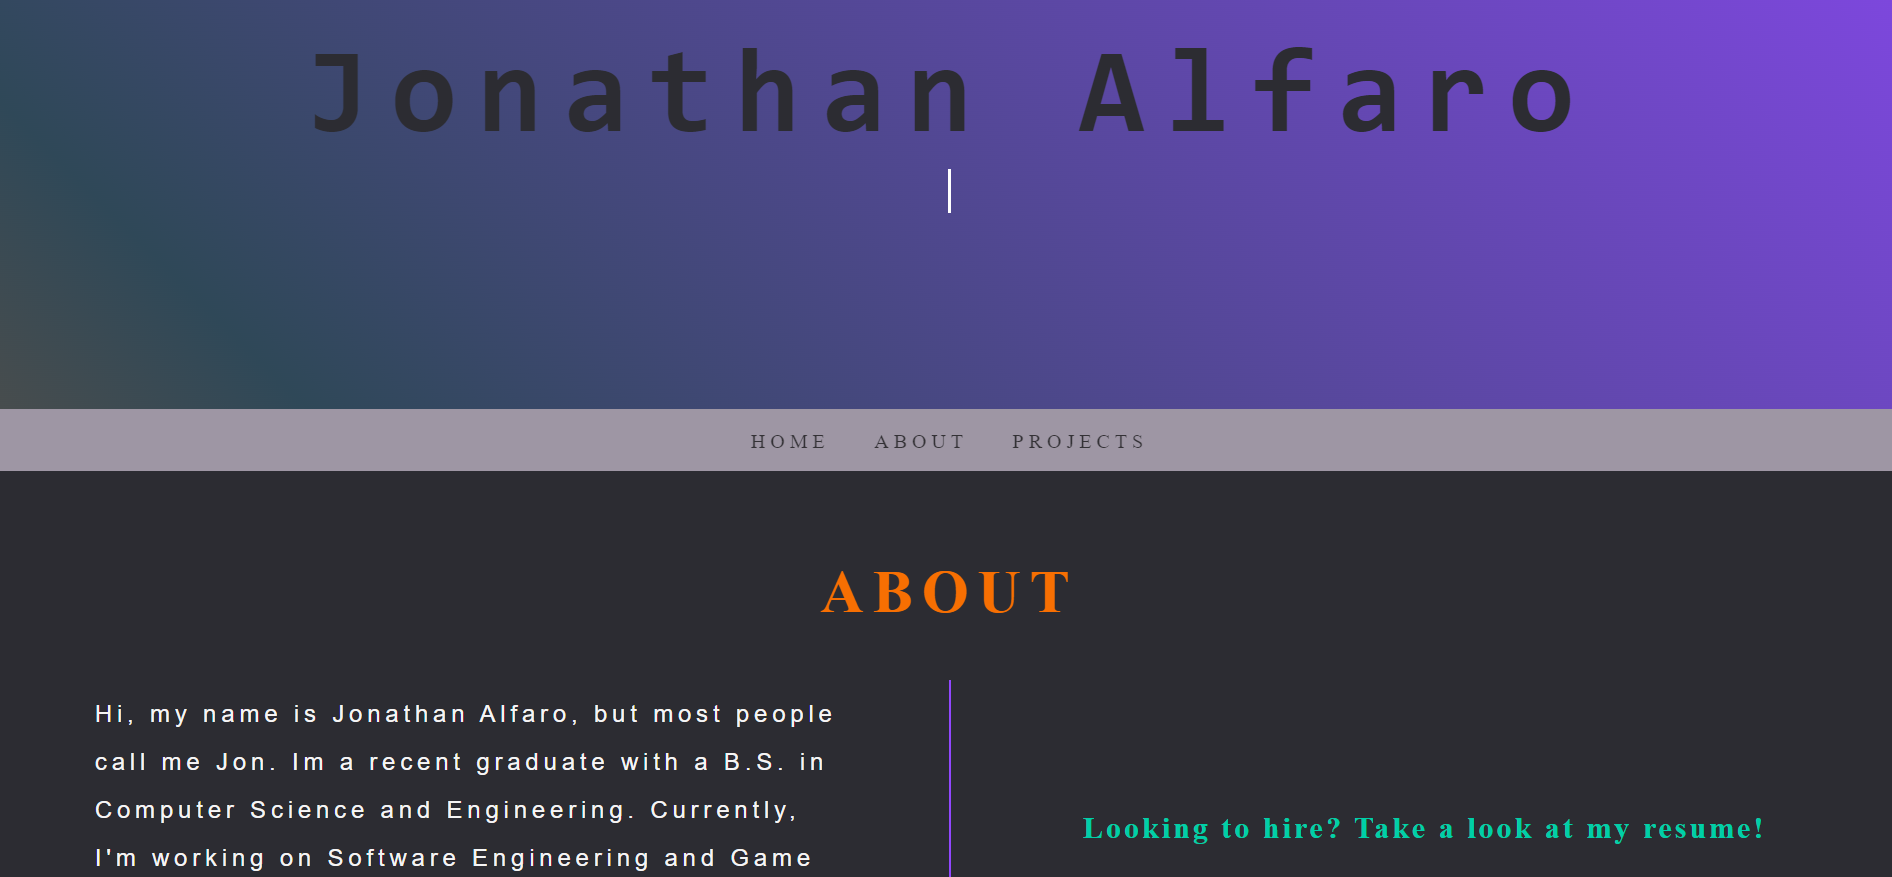 Jonathan Alfaro
HOME ABOUT PROJECTS
ABOUT
Hi, my name is Jonathan Alfaro, but most people
call me Jon. Im a recent graduate with a B.S. in
Computer Science and Engineering. Currently,
I'm working on Software Engineering and Game
Looking to hire? Take a look at my resume!